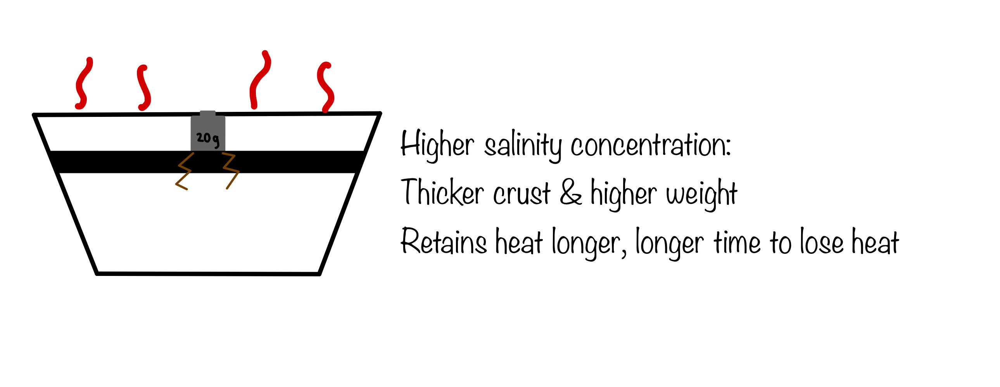 20g
Higher salinity concentration:
Thicker crust & higher weight
Retains heat longer, longer time to lose heat